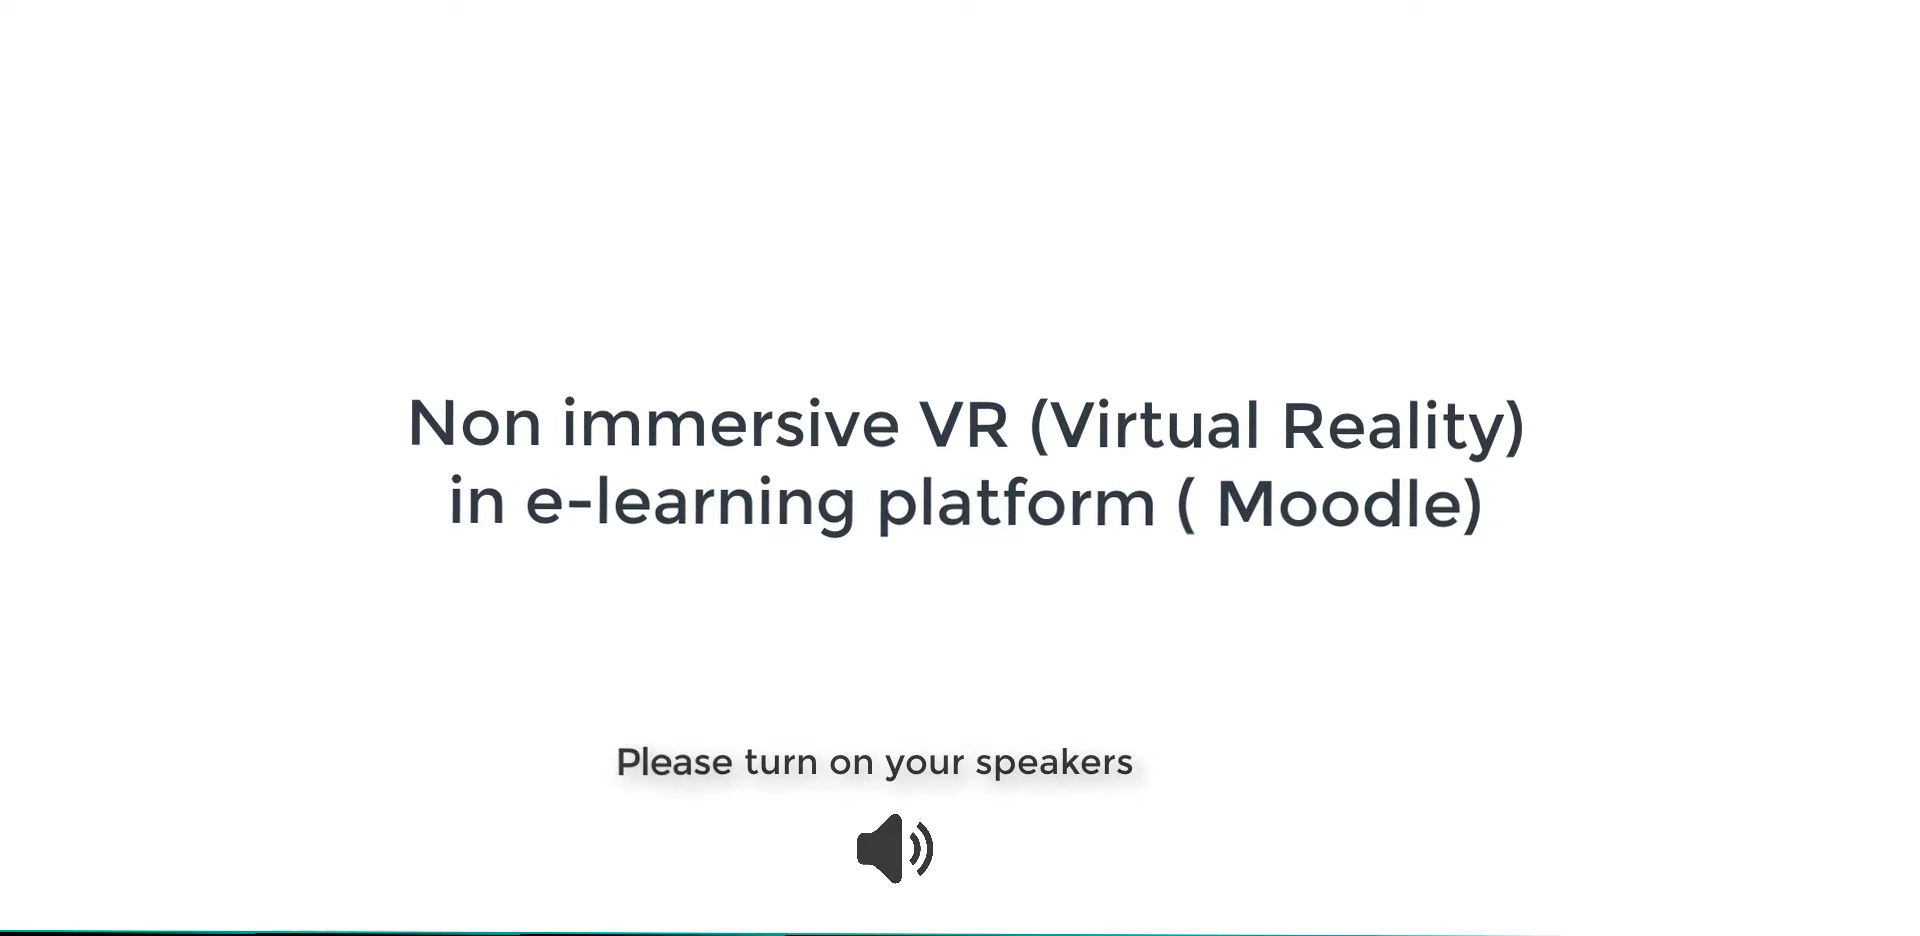 Non immersive VR (Virtual Reality)
in e-learning platform ( Moodle)
Please turn on your speakers